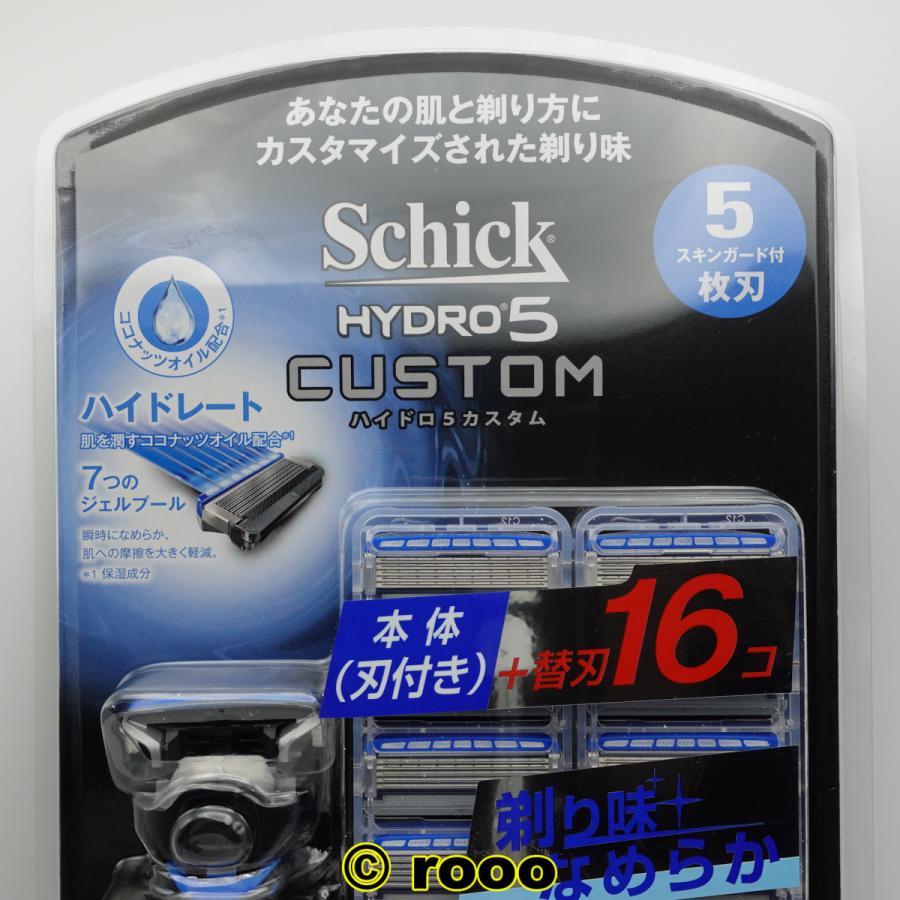 あなたの肌と剃り方に
カスタマイズされた剃り味
Schick®
HYDRO®5
CUSTOM
ハイドロ5カスタム
5
スキンガード付
枚刃
ココナッツオイル配合*1
ハイドレート
肌を潤すココナッツオイル配合*1
7つの
ジェルプール
瞬時になめらか、
肌への摩擦を大きく軽減。
*1 保湿成分
本体
(刃付き)
+替刃16コ
剃り味
なめらか
© rooo